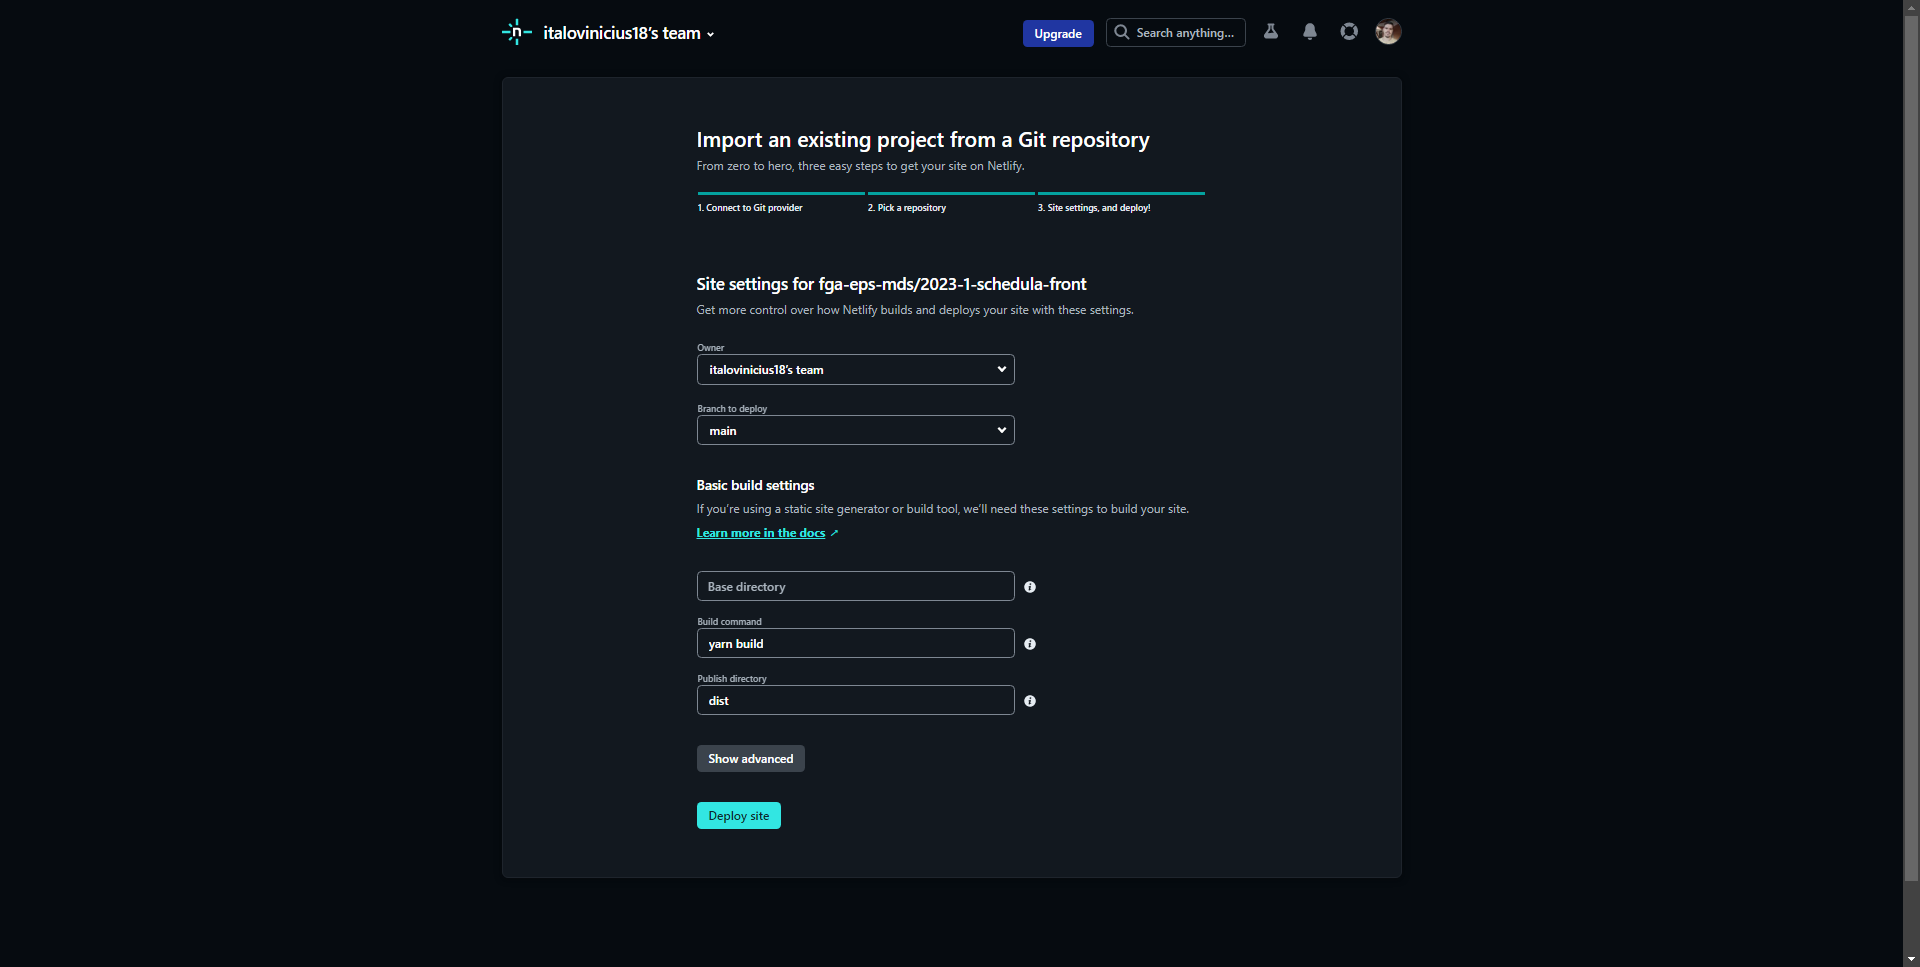 n italovinicius18's team
Upgrade
Search anything...
Import an existing project from a Git repository
From zero to hero, three easy steps to get your site on Netlify.
1. Connect to Git provider
2. Pick a repository
3. Site settings, and deploy!
Site settings for fga-eps-mds/2023-1-schedula-front
Get more control over how Netlify builds and deploys your site with these settings.
Owner
italovinicius18's team
Branch to deploy
main
Basic build settings
If you're using a static site generator or build tool, we'll need these settings to build your site.
Learn more in the docs ↗
Base directory
Build command
yarn build
Publish directory
dist
Show advanced
Deploy site